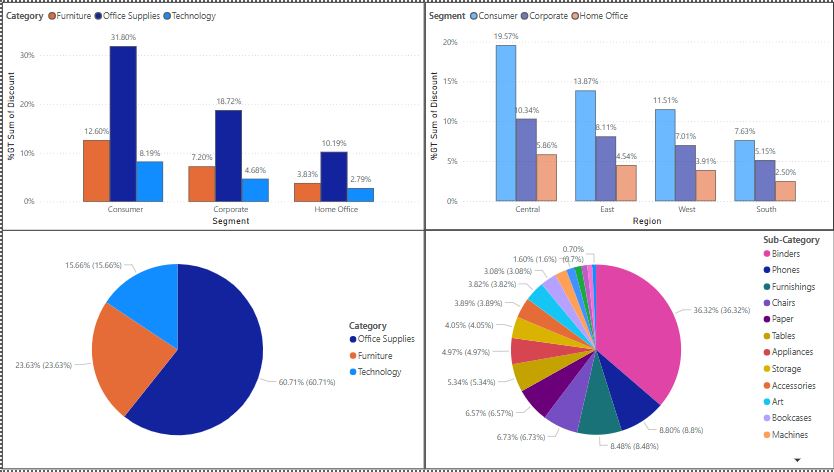 Category Furniture Office Supplies Technology
%GT Sum of Discount
30%
20%
10%
0%
31.80%
12.60%
8.19%
18.72%
7.20%
4.68%
10.19%
3.83%
2.79%
Consumer Corporate Home Office
Segment
Segment Consumer Corporate Home Office
%GT Sum of Discount
20%
15%
10%
5%
0%
19.57%
10.34%
5.86%
13.87%
8.11%
4.54%
11.51%
7.01%
3.91%
7.63%
5.15%
2.50%
Central East West South
Region
15.66% (15.66%)
23.63% (23.63%)
60.71% (60.71%)
Category
Office Supplies
Furniture
Technology
0.70%
(0.7%)
1.60% (1.6%)
3.08% (3.08%)
3.82% (3.82%)
3.89% (3.89%)
4.05% (4.05%)
4.97% (4.97%)
5.34% (5.34%)
6.57% (6.57%)
6.73% (6.73%)
8.48% (8.48%)
8.80% (8.8%)
36.32% (36.32%)
Sub-Category
Binders
Phones
Furnishings
Chairs
Paper
Tables
Appliances
Storage
Accessories
Art
Bookcases
Machines